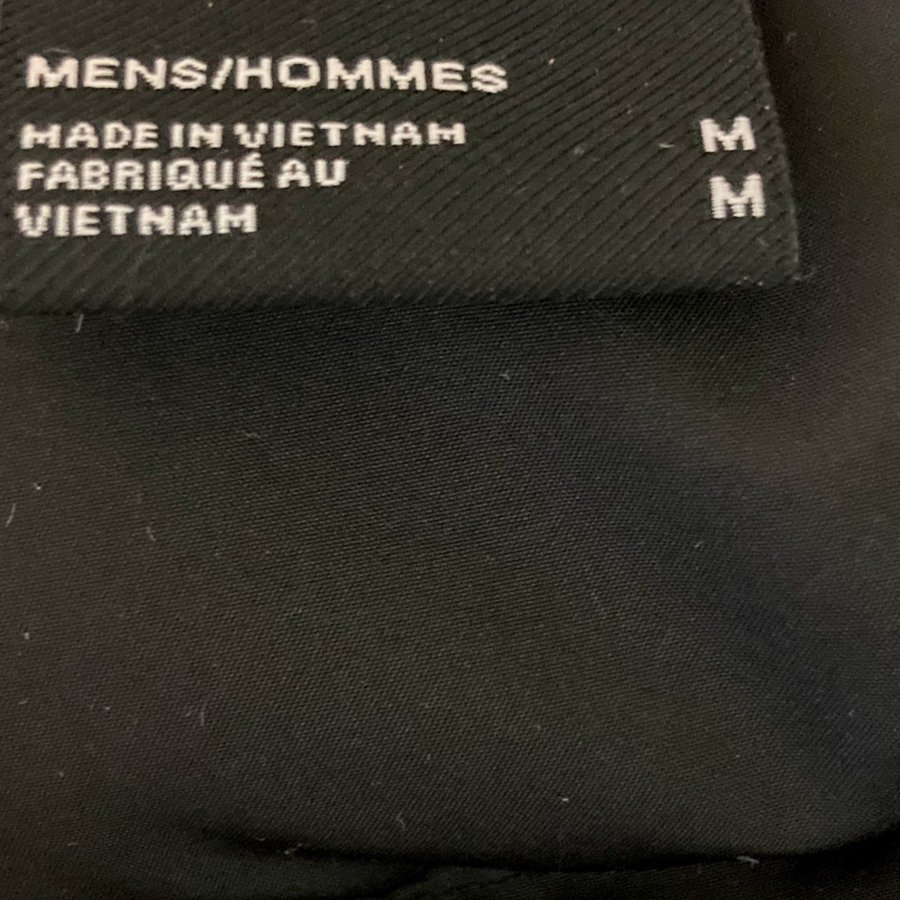 MENS/HOMMES
MADE IN VIETNAM M
FABRIQUÉ AU M
VIETNAM